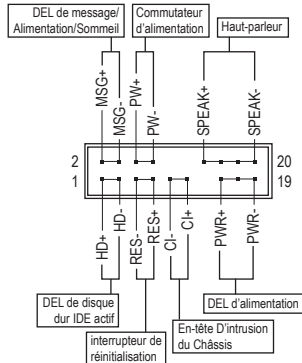 DEL de message/
Alimentation/Sommeil
Commutateur
d'alimentation
Haut-parleur
MSG+
MSG-
PW+
PW-
SPEAK+
SPEAK-
2
20
1
19
HD+
HD-
RES-
RES+
CI-
CI+
PWR+
PWR-
DEL de disque
dur IDE actif
interrupteur de
réinitialisation
En-tête D'intrusion
du Châssis
DEL d'alimentation